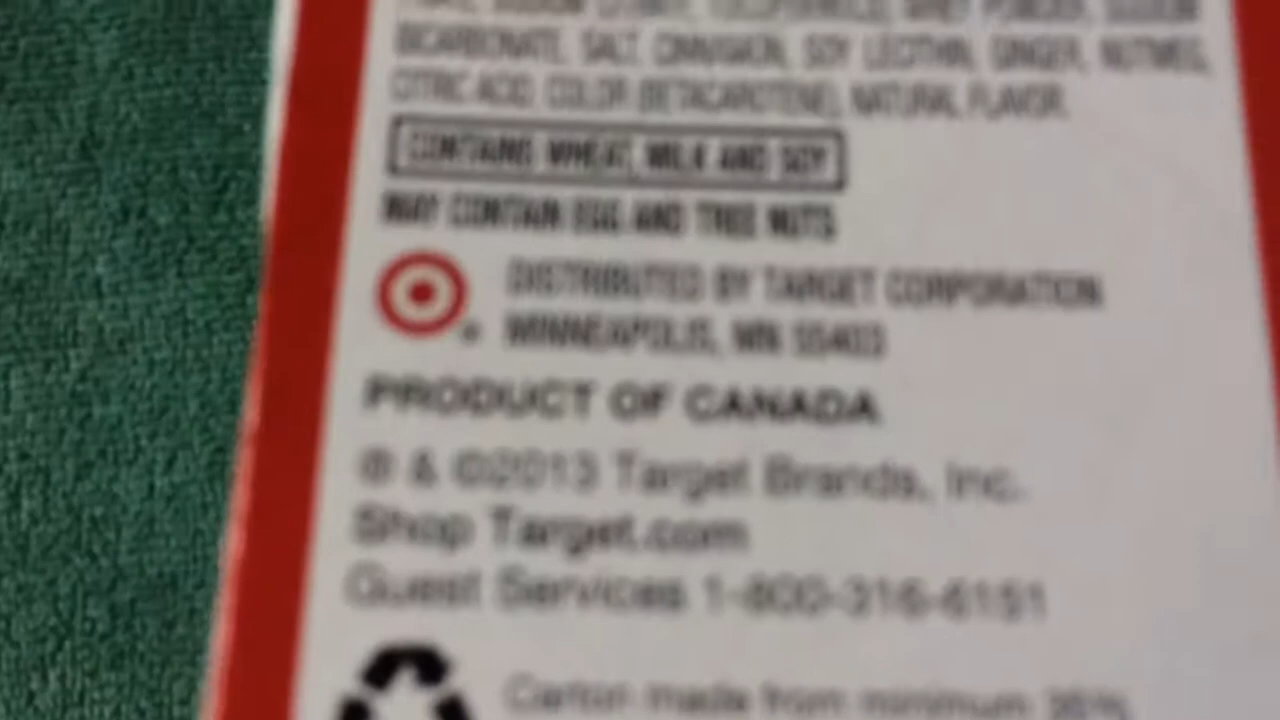 BICARBONATE, SALT, CINNAMON, SOY LECITHIN, GINGER, NUTMEG,
CITRIC ACID, COLOR (BETACAROTENE), NATURAL FLAVOR.
CONTAINS WHEAT, MILK AND SOY
MAY CONTAIN EGG AND TREE NUTS
DISTRIBUTED BY TARGET CORPORATION
MINNEAPOLIS, MN 55403
PRODUCT OF CANADA
® & ©2013 Target Brands, Inc.
Shop Target.com
Guest Services 1-800-316-6151
Carton made from minimum 35%